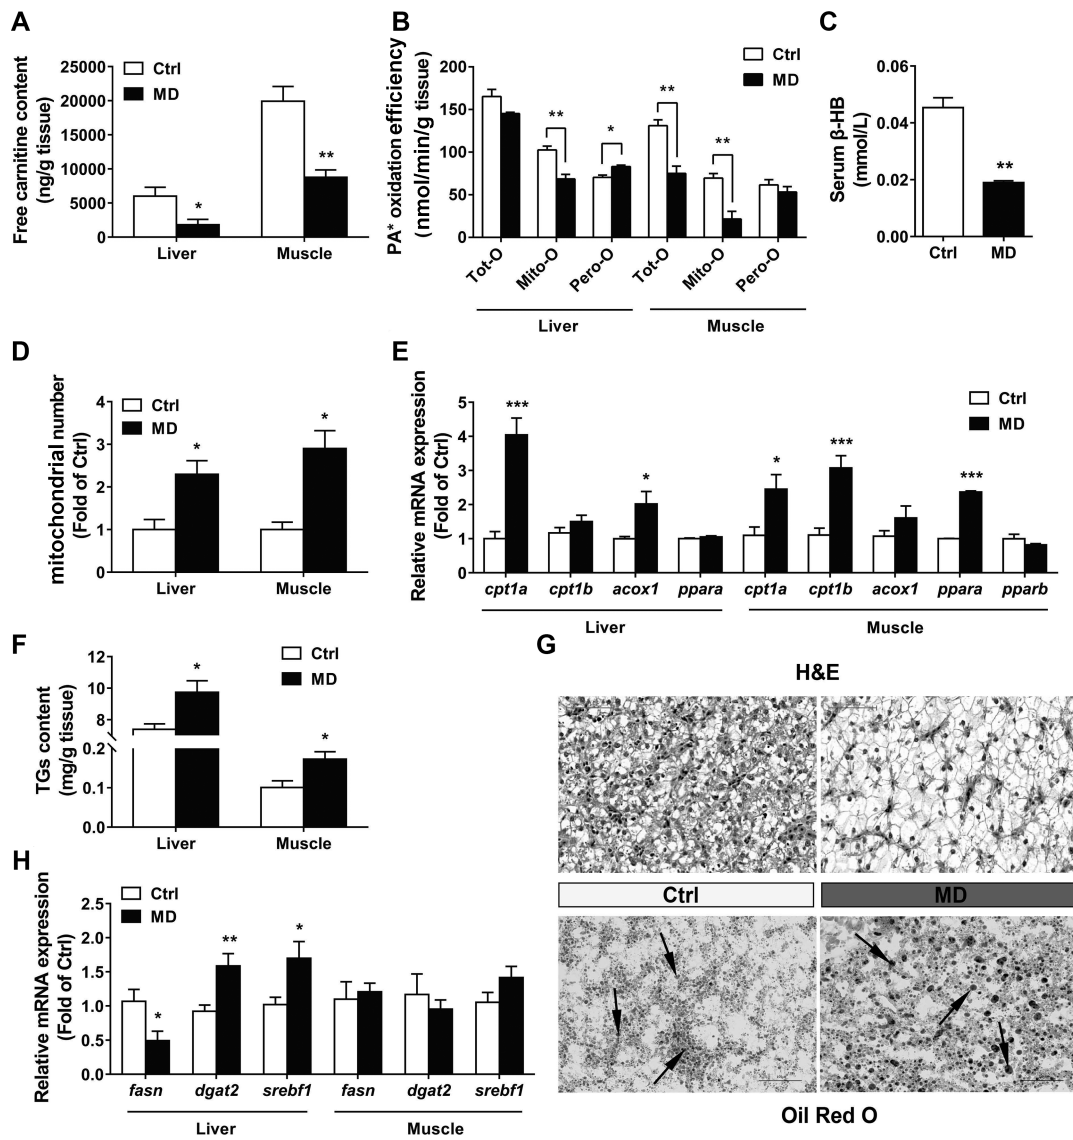 A
Free carnitine content
(ng/g tissue)
25000
20000
15000
10000
5000
0
Ctrl
MD
*
**
Liver
Muscle
B
PA* oxidation efficiency
(nmol/min/g tissue)
200
150
100
50
0
Ctrl
MD
**
*
**
**
Tot-O
Mito-O
Pero-O
Tot-O
Mito-O
Pero-O
Liver
Muscle
C
Serum β-HB
(mmol/L)
0.06
0.04
0.02
0.00
**
Ctrl
MD
D
mitochondrial number
(Fold of Ctrl)
4
3
2
1
0
Ctrl
MD
*
*
Liver
Muscle
E
Relative mRNA expression
(Fold of Ctrl)
5
4
3
2
1
0
Ctrl
MD
***
*
*
***
***
cpt1a cpt1b acox1 ppara cpt1a cpt1b acox1 ppara pparb
Liver
Muscle
F
TGs content
(mg/g tissue)
12
10
8
6
0.2
0.1
0.0
Ctrl
MD
*
*
Liver
Muscle
G
H&E
Ctrl
MD
Oil Red O
H
Relative mRNA expression
(Fold of Ctrl)
2.5
2.0
1.5
1.0
0.5
0.0
Ctrl
MD
*
**
*
fasn dgat2 srebf1 fasn dgat2 srebf1
Liver
Muscle